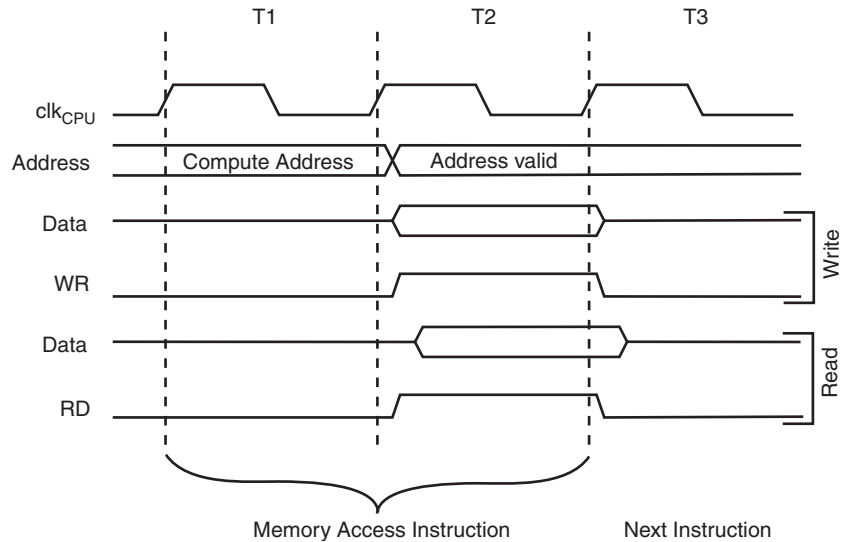 T1 T2 T3
clkCPU
Address Compute Address Address valid
Data
WR
Write
Data
RD
Read
Memory Access Instruction Next Instruction